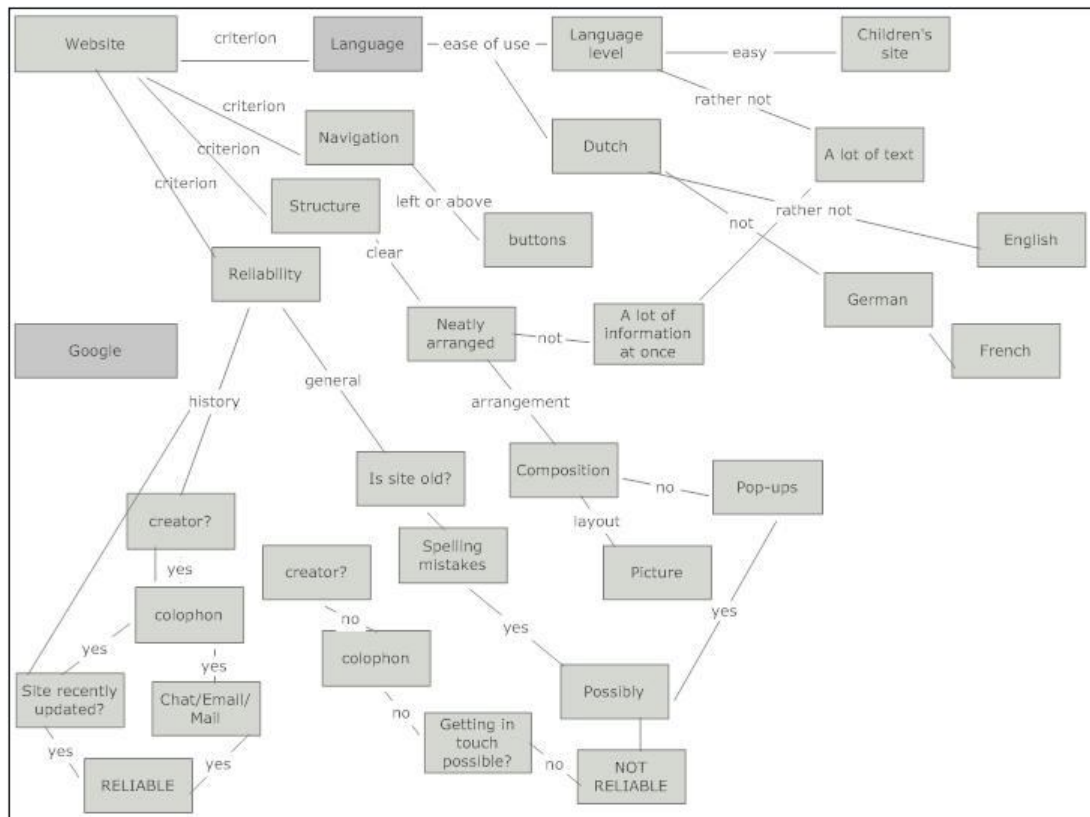 Website
criterion
Language
ease of use
Language
level
easy
Children's
site
rather not
criterion
Navigation
Dutch
A lot of text
criterion
criterion
Structure
left or above
not
rather not
buttons
English
clear
Reliability
German
Neatly
arranged
not
A lot of
information
at once
French
Google
general
history
arrangement
Is site old?
Composition
no
Pop-ups
creator?
layout
Spelling
mistakes
yes
creator?
Picture
colophon
no
yes
yes
yes
yes
colophon
Site recently
updated?
Chat/Email/
Mail
Possibly
no
Getting in
touch
possible?
yes
yes
no
RELIABLE
NOT
RELIABLE